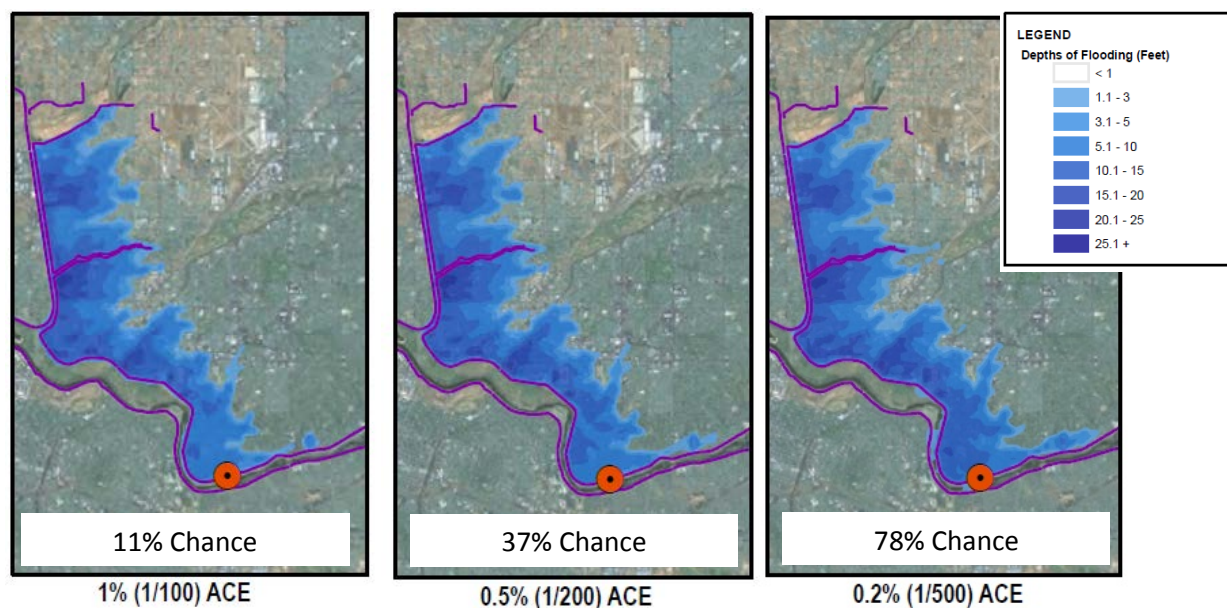 LEGEND
Depths of Flooding (Feet)
< 1
1.1 - 3
3.1 - 5
5.1 - 10
10.1 - 15
15.1 - 20
20.1 - 25
25.1 +
11% Chance
37% Chance
78% Chance
1% (1/100) ACE
0.5% (1/200) ACE
0.2% (1/500) ACE